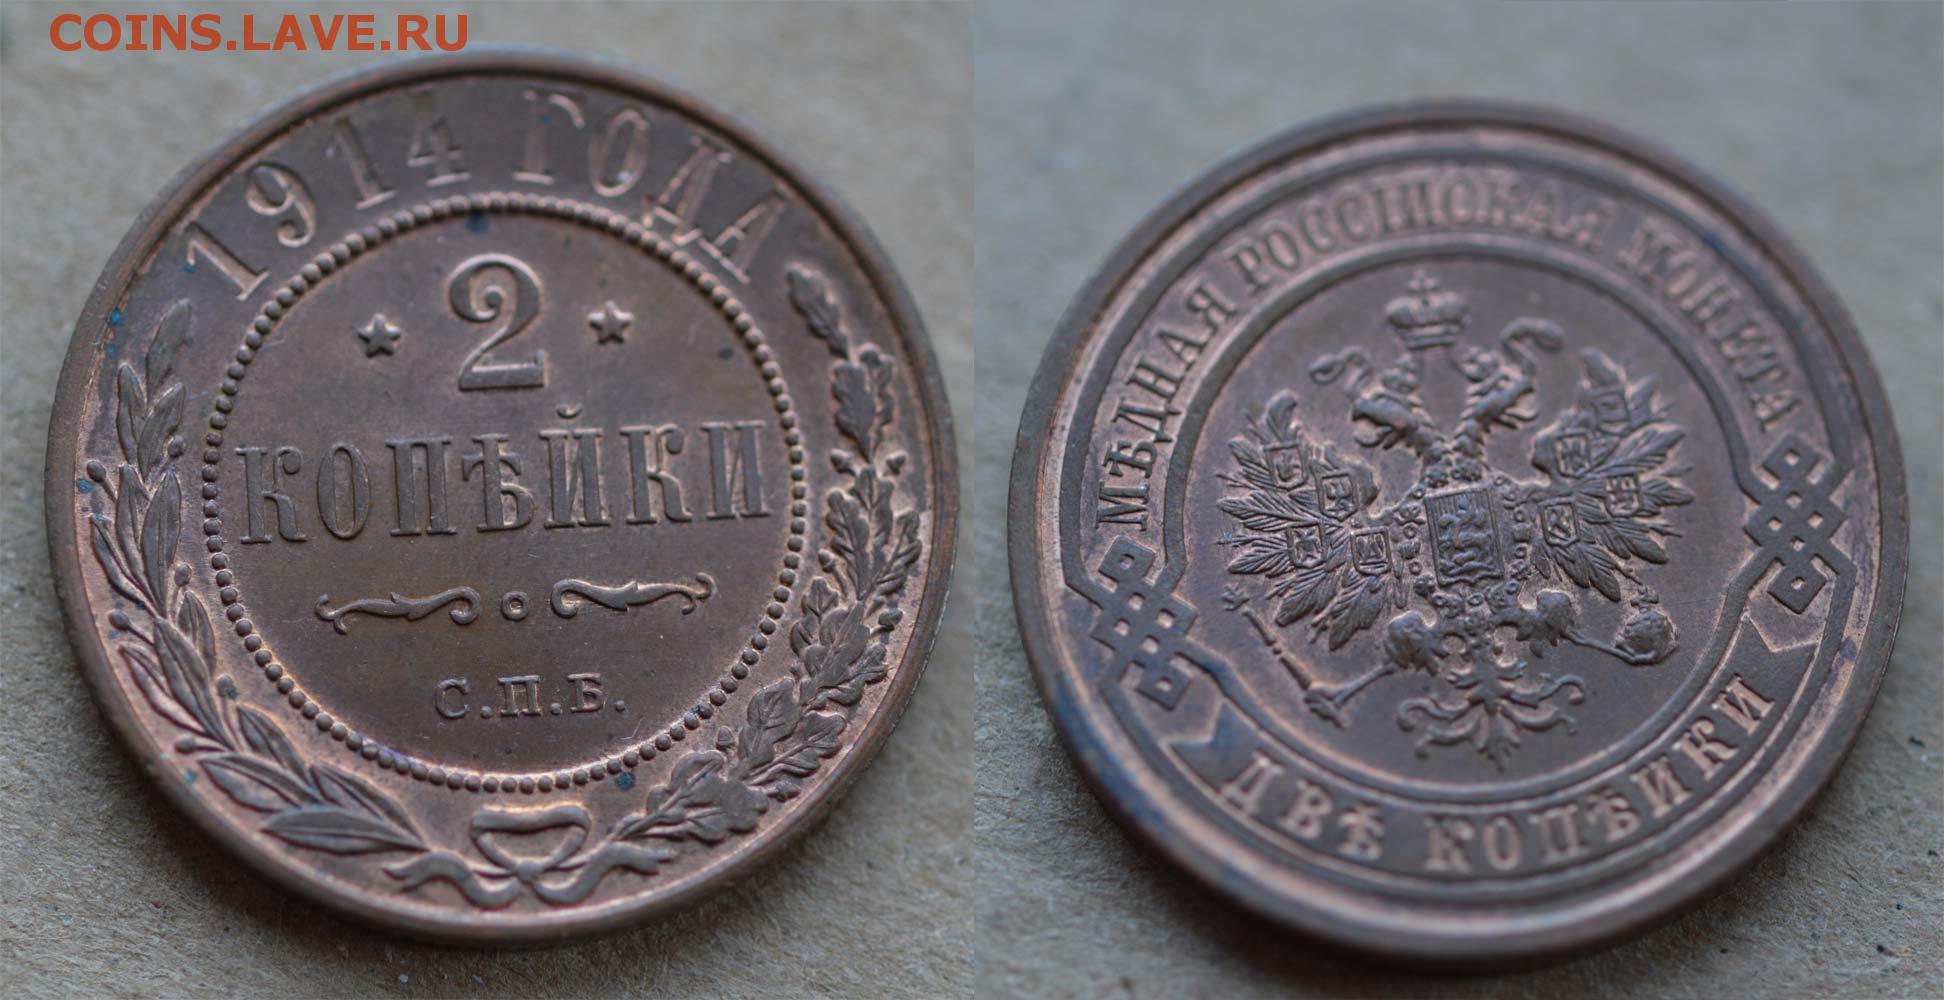 COINS.LAVE.RU
1914 ГОДА
2
КОПѢЙКИ
С.П.Б.
МѢДНАЯ РОССІЙСКАЯ МОНЕТА
ДВѢ КОПѢЙКИ